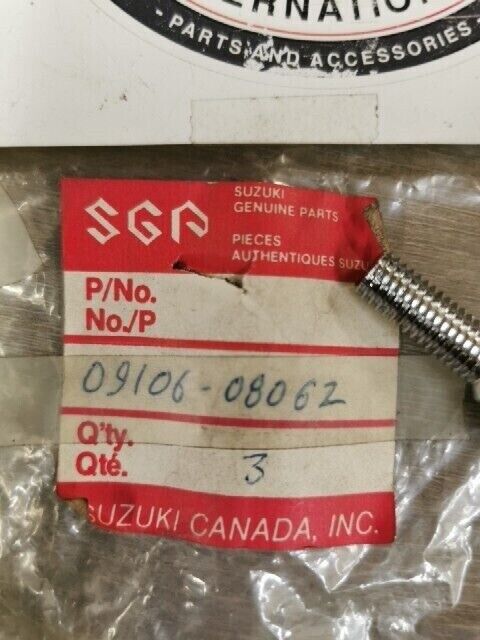 - PARTS AND ACCESSORIES -
SGP
SUZUKI
GENUINE PARTS
PIECES
AUTHENTIQUES SUZU
P/No.
No./P
09106-08062
Q'ty.
Qté.
3
SUZUKI CANADA, INC.